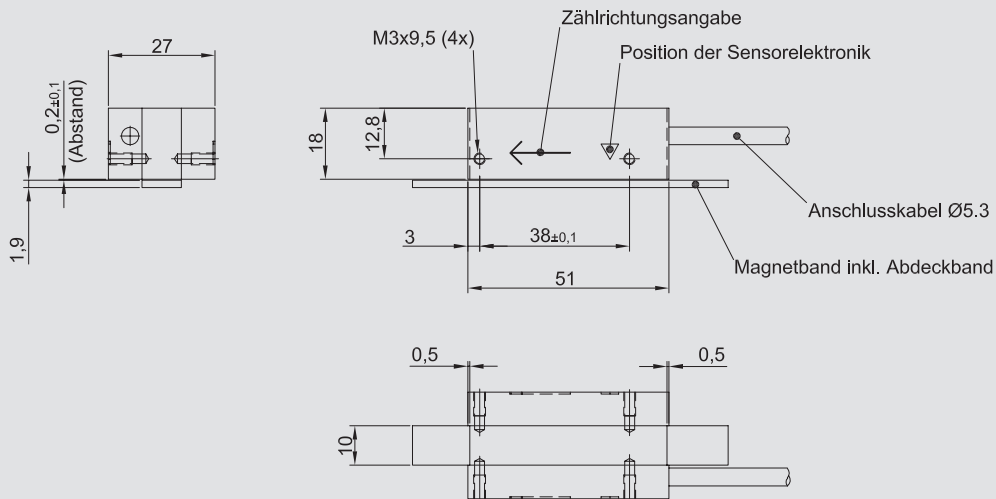 Zählrichtungsangabe
M3x9,5 (4x)
Position der Sensorelektronik
27
0,2±0,1
(Abstand)
18
12,8
1,9
Anschlusskabel Ø5.3
3
38±0,1
Magnetband inkl. Abdeckband
51
0,5
0,5
10